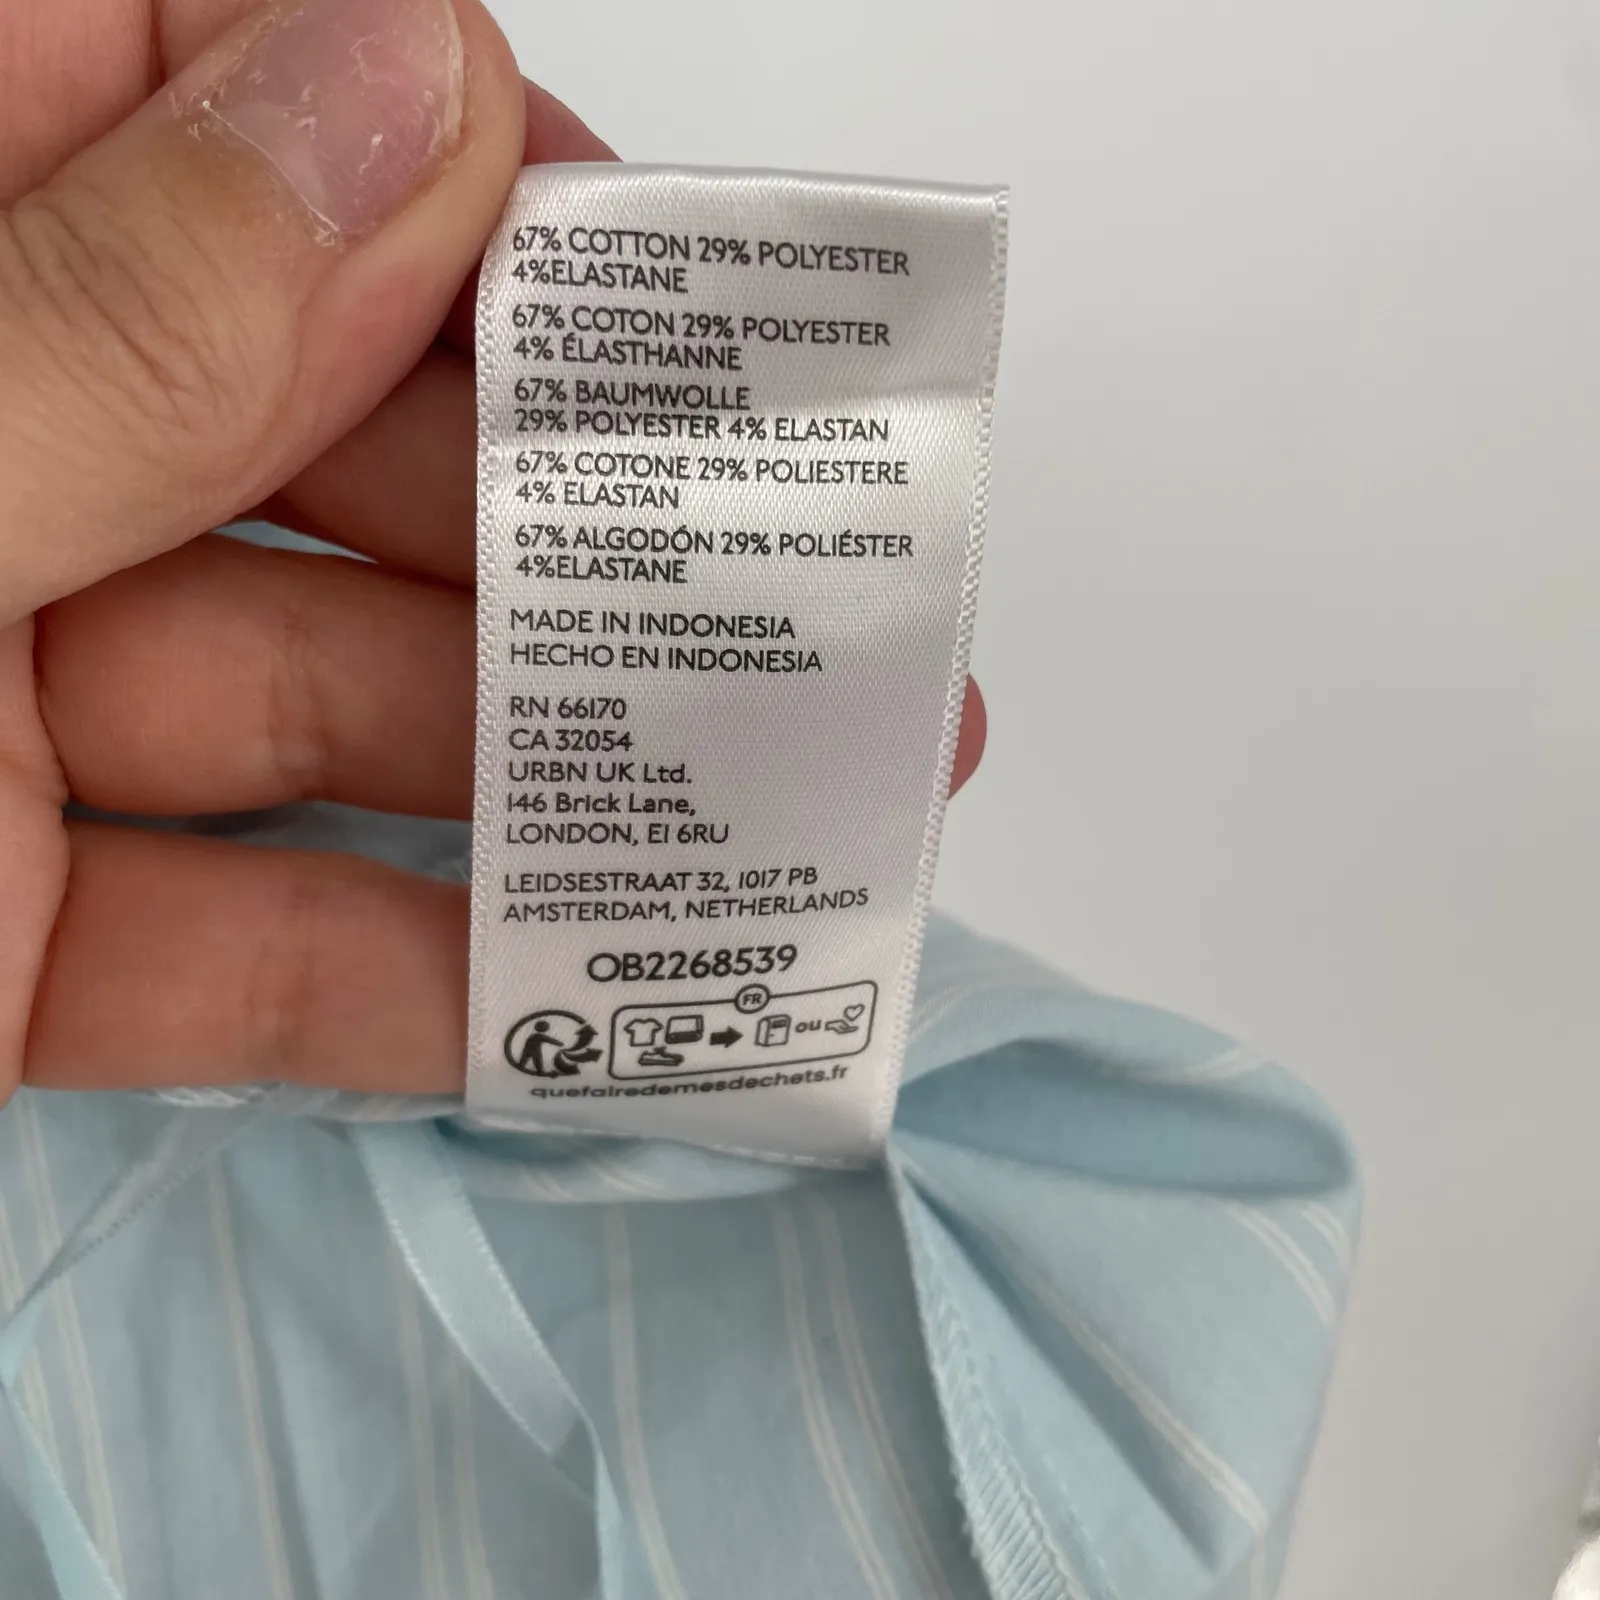 67% COTTON 29% POLYESTER
4%ELASTANE
67% COTON 29% POLYESTER
4% ÉLASTHANNE
67% BAUMWOLLE
29% POLYESTER 4% ELASTAN
67% COTONE 29% POLIESTERE
4% ELASTAN
67% ALGODÓN 29% POLIÉSTER
4%ELASTANE
MADE IN INDONESIA
HECHO EN INDONESIA
RN 66170
CA 32054
URBN UK Ltd.
146 Brick Lane,
LONDON, E1 6RU
LEIDSESTRAAT 32, 1017 PB
AMSTERDAM, NETHERLANDS
OB2268539
FR
ou
quefairedemesdechets.fr